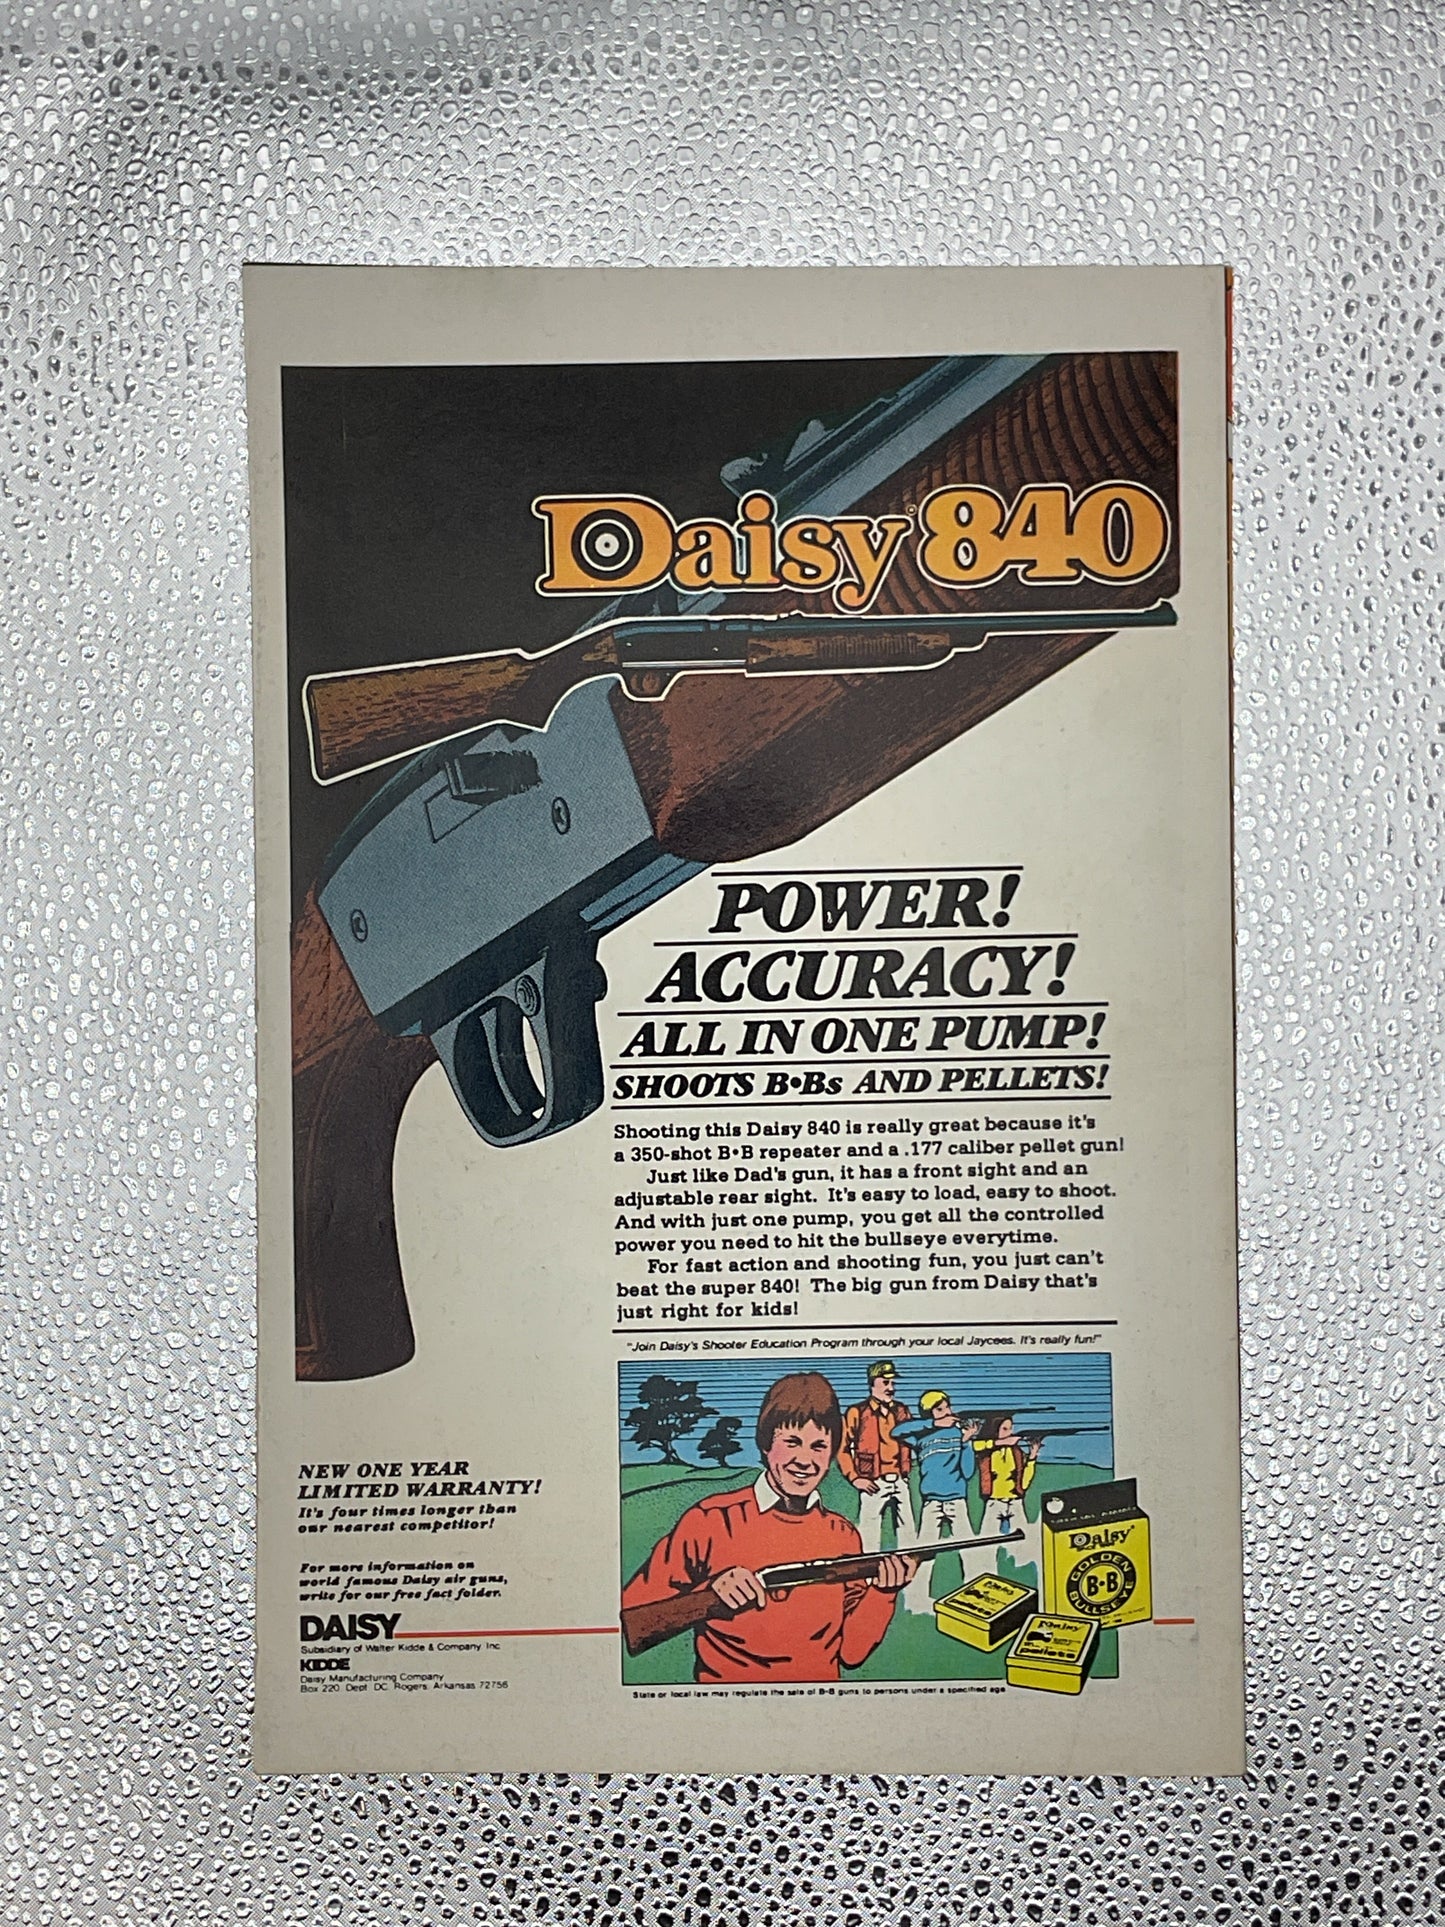 Daisy® 840
POWER!
ACCURACY!
ALL IN ONE PUMP!
SHOOTS B•Bs AND PELLETS!
Shooting this Daisy 840 is really great because it's
a 350-shot B•B repeater and a .177 caliber pellet gun!
Just like Dad's gun, it has a front sight and an
adjustable rear sight. It's easy to load, easy to shoot.
And with just one pump, you get all the controlled
power you need to hit the bullseye everytime.
For fast action and shooting fun, you just can't
beat the super 840! The big gun from Daisy that's
just right for kids!
"Join Daisy's Shooter Education Program through your local Jaycees. It's really fun!"
NEW ONE YEAR
LIMITED WARRANTY!
It's four times longer than
our nearest competitor!
For more information on
world famous Daisy air guns,
write for our free fact folder.
DAISY
Subsidiary of Walter Kidde & Company, Inc.
KIDDE
Daisy Manufacturing Company
Box 220, Dept. DC, Rogers, Arkansas 72756
Daisy®
GOLDEN
B•B
BULLSEYE
Daisy
pellets
Daisy
pellets
State or local law may regulate the sale of B-B guns to persons under a specified age